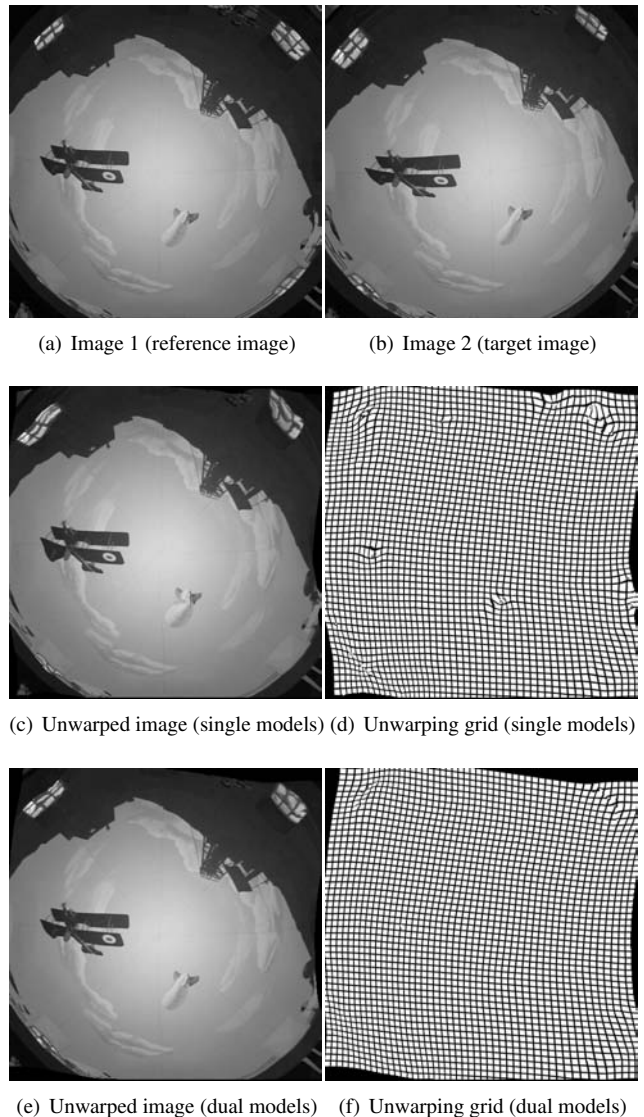 (a) Image 1 (reference image)
(b) Image 2 (target image)
(c) Unwarped image (single models)
(d) Unwarping grid (single models)
(e) Unwarped image (dual models)
(f) Unwarping grid (dual models)